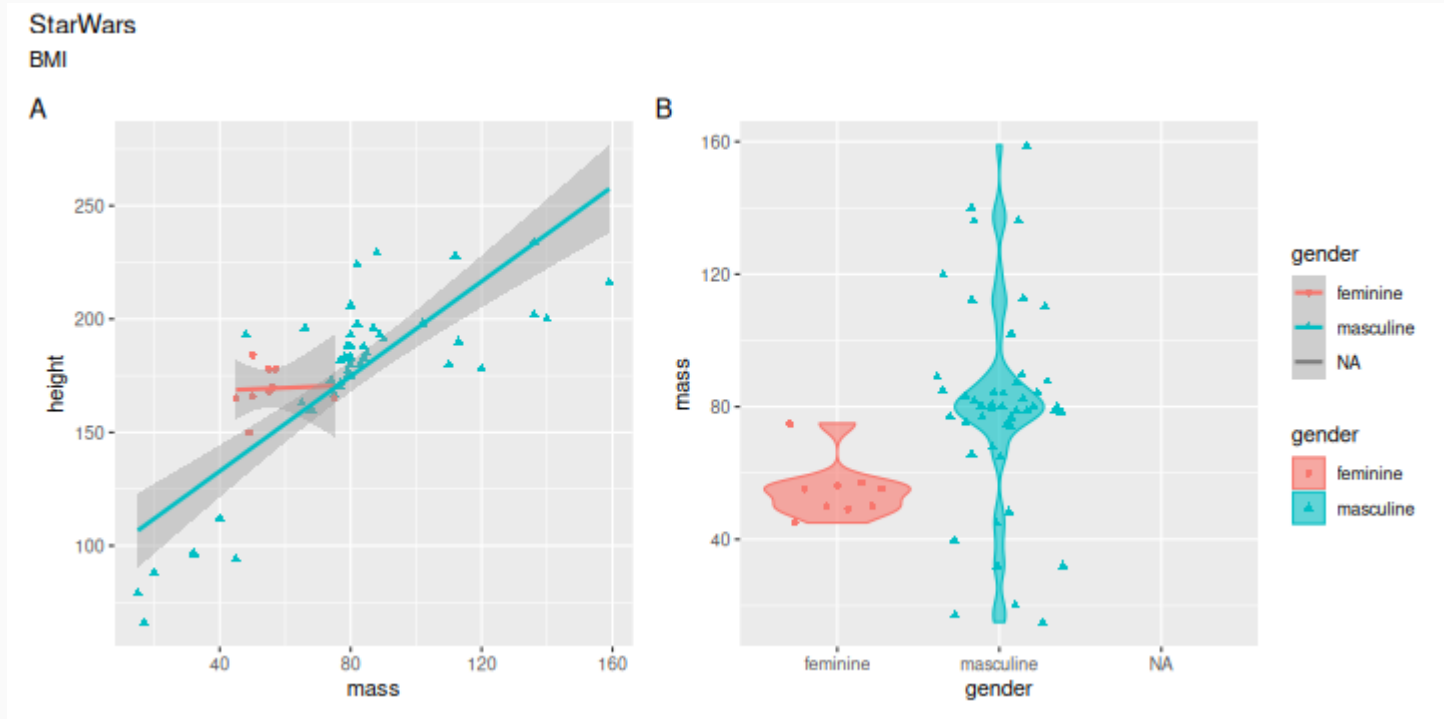 StarWars
BMI
A
250
200
150
100
height
40 80 120 160
mass
B
160
120
80
40
mass
feminine masculine NA
gender
gender
feminine
masculine
NA
gender
feminine
masculine